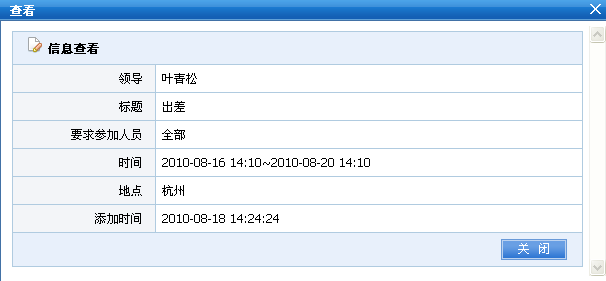 查看
信息查看
领导 叶青松
标题 出差
要求参加人员 全部
时间 2010-08-16 14:10~2010-08-20 14:10
地点 杭州
添加时间 2010-08-18 14:24:24
关 闭